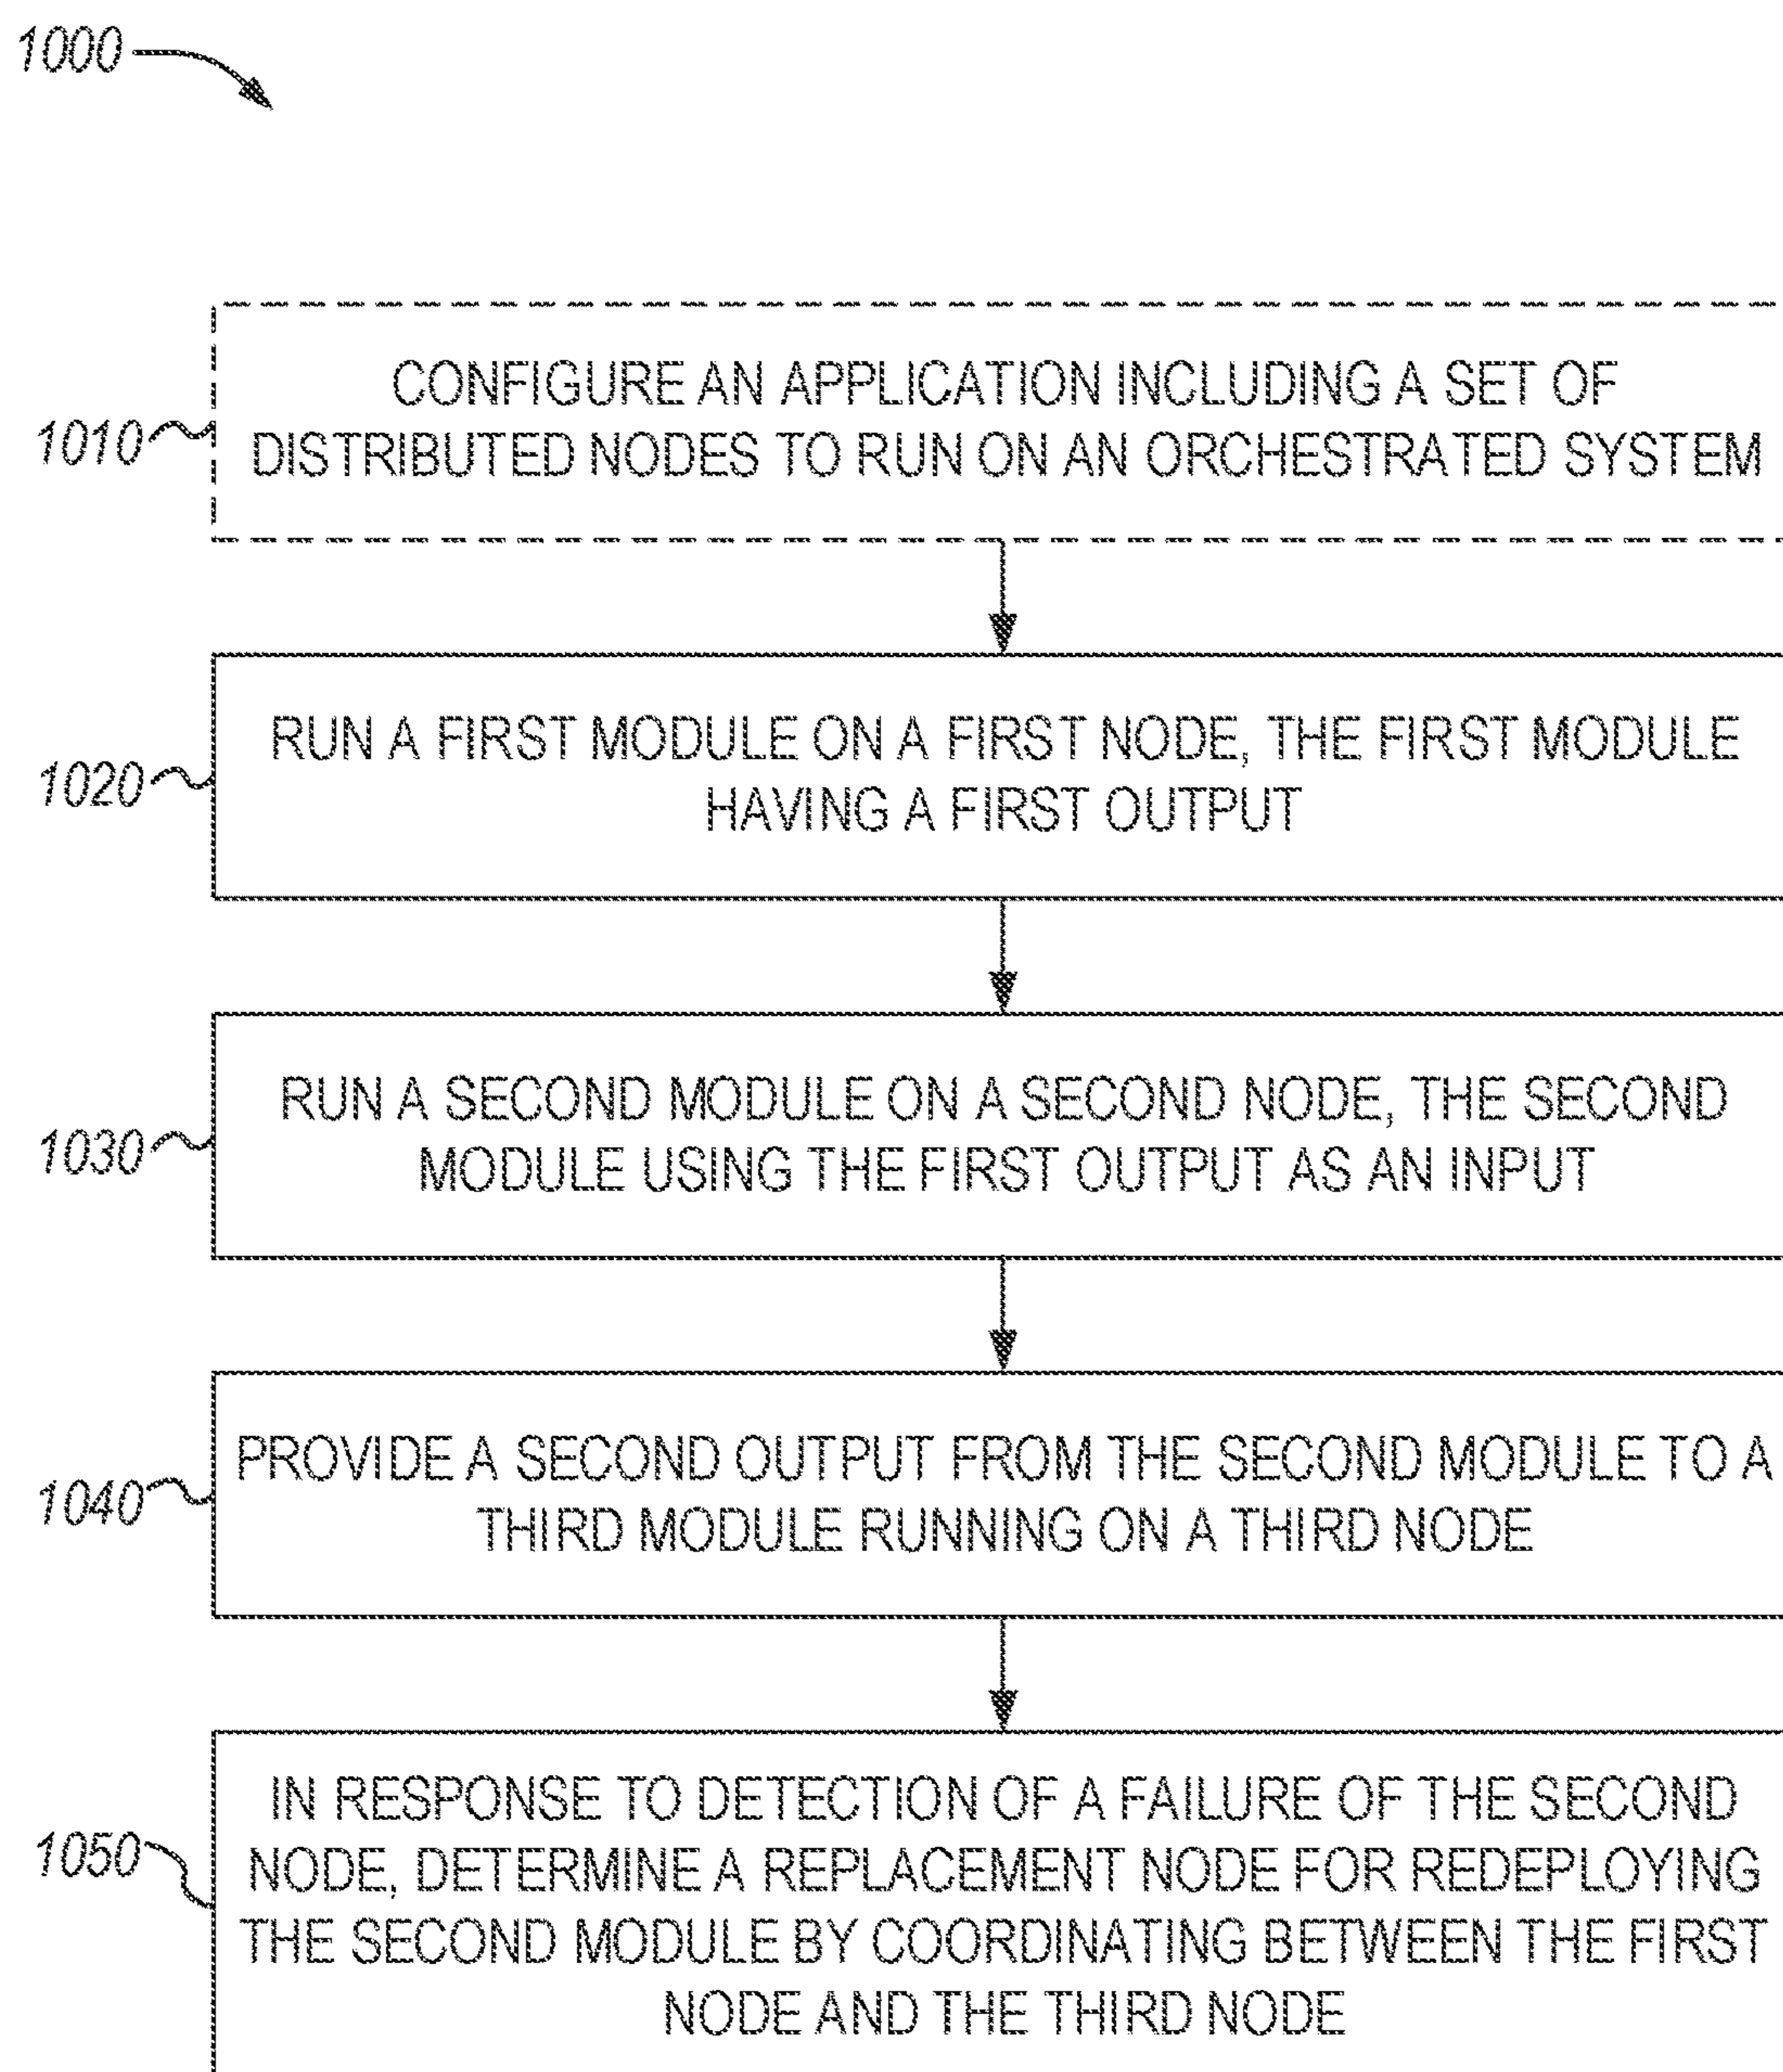 1000
1010
CONFIGURE AN APPLICATION INCLUDING A SET OF
DISTRIBUTED NODES TO RUN ON AN ORCHESTRATED SYSTEM
1020
RUN A FIRST MODULE ON A FIRST NODE, THE FIRST MODULE
HAVING A FIRST OUTPUT
1030
RUN A SECOND MODULE ON A SECOND NODE, THE SECOND
MODULE USING THE FIRST OUTPUT AS AN INPUT
1040
PROVIDE A SECOND OUTPUT FROM THE SECOND MODULE TO A
THIRD MODULE RUNNING ON A THIRD NODE
1050
IN RESPONSE TO DETECTION OF A FAILURE OF THE SECOND
NODE, DETERMINE A REPLACEMENT NODE FOR REDEPLOYING
THE SECOND MODULE BY COORDINATING BETWEEN THE FIRST
NODE AND THE THIRD NODE